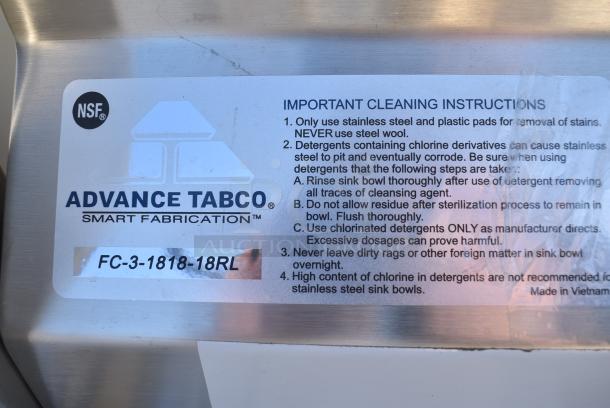 NSF®
ADVANCE TABCO®
SMART FABRICATION™
FC-3-1818-18RL
IMPORTANT CLEANING INSTRUCTIONS
1. Only use stainless steel and plastic pads for removal of stains.
NEVER use steel wool.
2. Detergents containing chlorine derivatives can cause stainless
steel to pit and eventually corrode. Be sure when using
detergents that the following steps are take
A. Rinse sink bowl thoroughly after use of detergent removing
all traces of cleansing agent.
B. Do not allow residue after sterilization process to remain in
bowl. Flush thoroughly.
C. Use chlorinated detergents ONLY as manufacturer directs.
Excessive dosages can prove harmful.
3. Never leave dirty rags or other foreign matter in sink bowl
overnight.
4. High content of chlorine in detergents are not recommended fo
stainless steel sink bowls.
Made in Vietnam